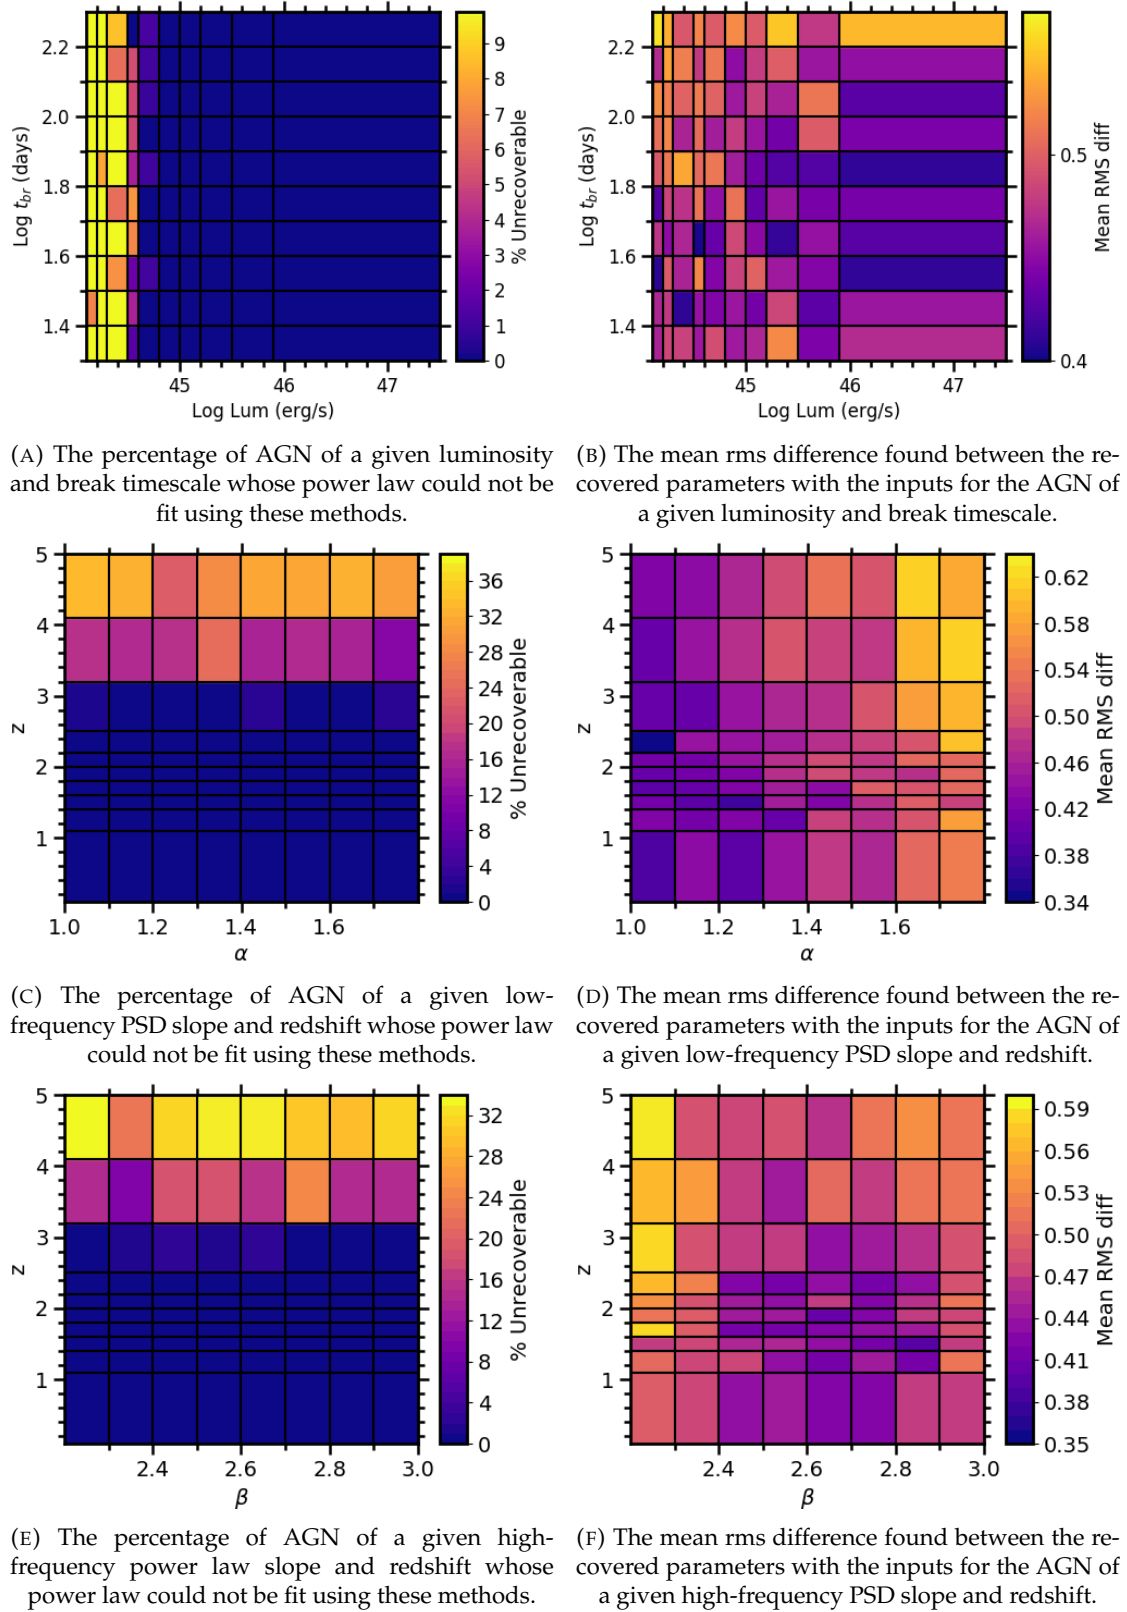 2.2
2.0
1.8
1.6
1.4
Log t_br (days)
45
46
47
Log Lum (erg/s)
9
8
7
6
5
4
3
2
1
0
% Unrecoverable
2.2
2.0
1.8
1.6
1.4
Log t_br (days)
45
46
47
Log Lum (erg/s)
0.5
0.4
Mean RMS diff
(A) The percentage of AGN of a given luminosity
and break timescale whose power law could not be
fit using these methods.
(B) The mean rms difference found between the re-
covered parameters with the inputs for the AGN of
a given luminosity and break timescale.
5
4
3
2
1
z
1.0
1.2
1.4
1.6
α
36
32
28
24
20
16
12
8
4
0
% Unrecoverable
5
4
3
2
1
z
1.0
1.2
1.4
1.6
α
0.62
0.58
0.54
0.50
0.46
0.42
0.38
0.34
Mean RMS diff
(C) The percentage of AGN of a given low-
frequency PSD slope and redshift whose power law
could not be fit using these methods.
(D) The mean rms difference found between the re-
covered parameters with the inputs for the AGN of
a given low-frequency PSD slope and redshift.
5
4
3
2
1
z
2.4
2.6
2.8
3.0
β
32
28
24
20
16
12
8
4
0
% Unrecoverable
5
4
3
2
1
z
2.4
2.6
2.8
3.0
β
0.59
0.56
0.53
0.50
0.47
0.44
0.41
0.38
0.35
Mean RMS diff
(E) The percentage of AGN of a given high-
frequency power law slope and redshift whose
power law could not be fit using these methods.
(F) The mean rms difference found between the re-
covered parameters with the inputs for the AGN of
a given high-frequency PSD slope and redshift.